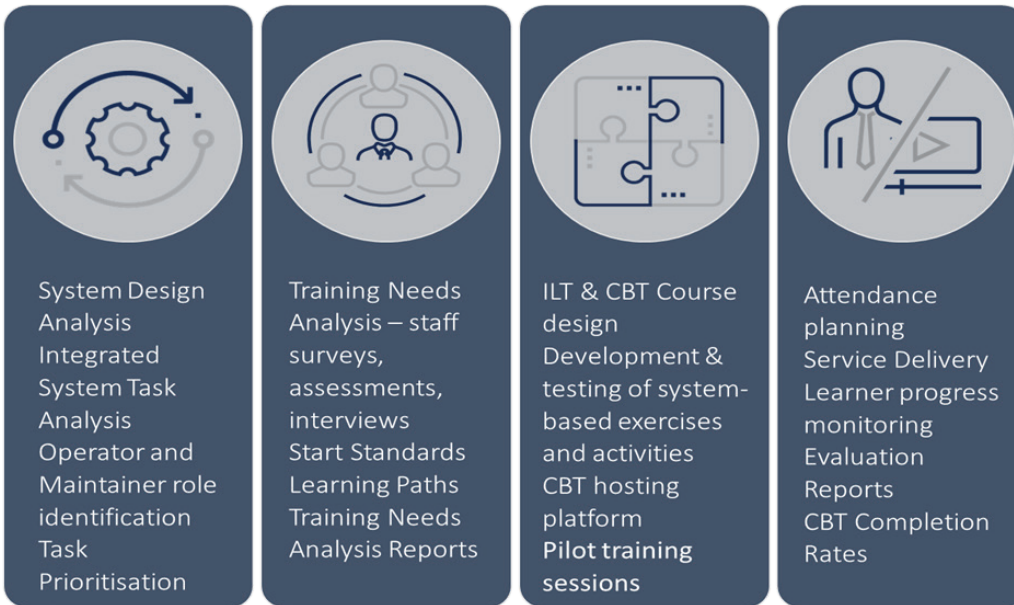 System Design
Analysis
Integrated
System Task
Analysis
Operator and
Maintainer role
identification
Task
Prioritisation
Training Needs
Analysis – staff
surveys,
assessments,
interviews
Start Standards
Learning Paths
Training Needs
Analysis Reports
ILT & CBT Course
design
Development &
testing of system-
based exercises
and activities
CBT hosting
platform
Pilot training
sessions
Attendance
planning
Service Delivery
Learner progress
monitoring
Evaluation
Reports
CBT Completion
Rates